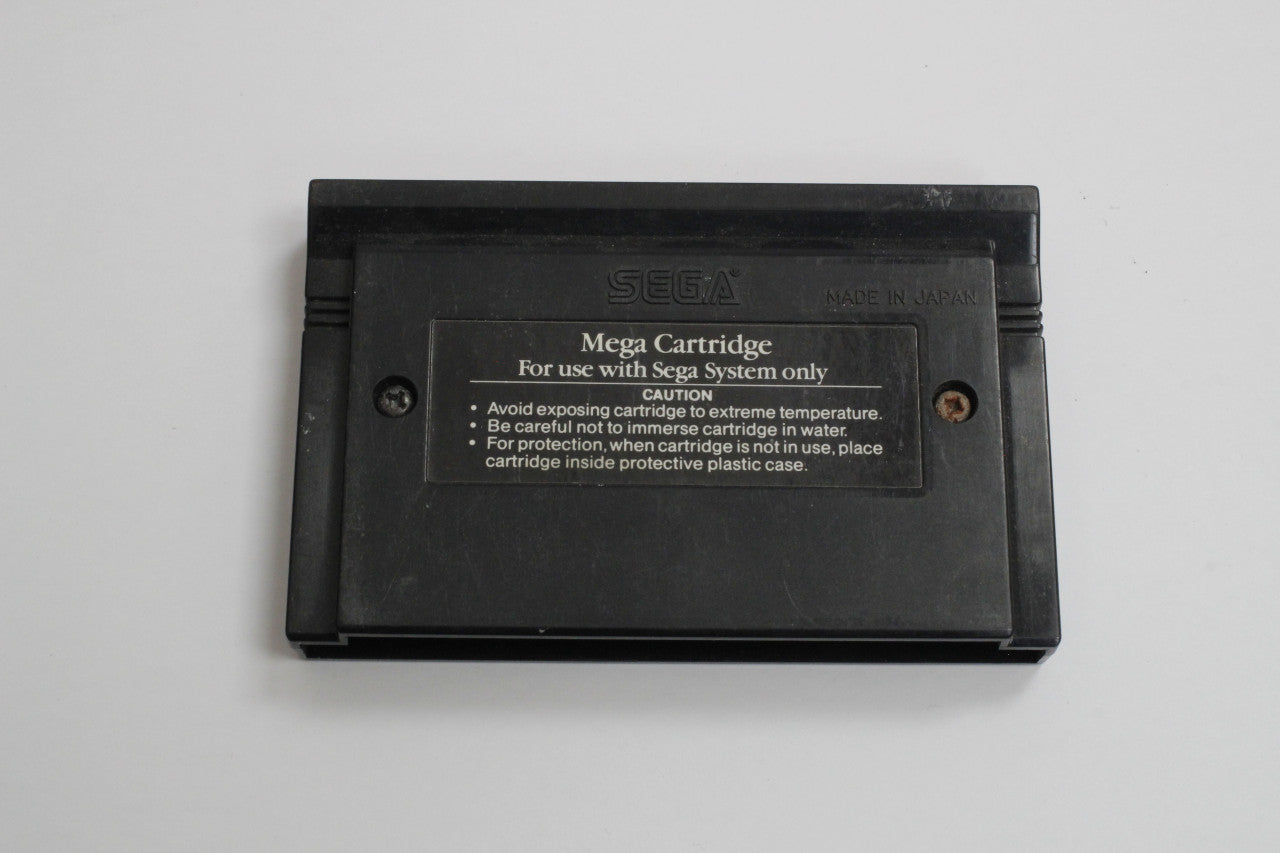 SEGA®
MADE IN JAPAN
Mega Cartridge
For use with Sega System only
CAUTION
• Avoid exposing cartridge to extreme temperature.
• Be careful not to immerse cartridge in water.
• For protection, when cartridge is not in use, place
cartridge inside protective plastic case.